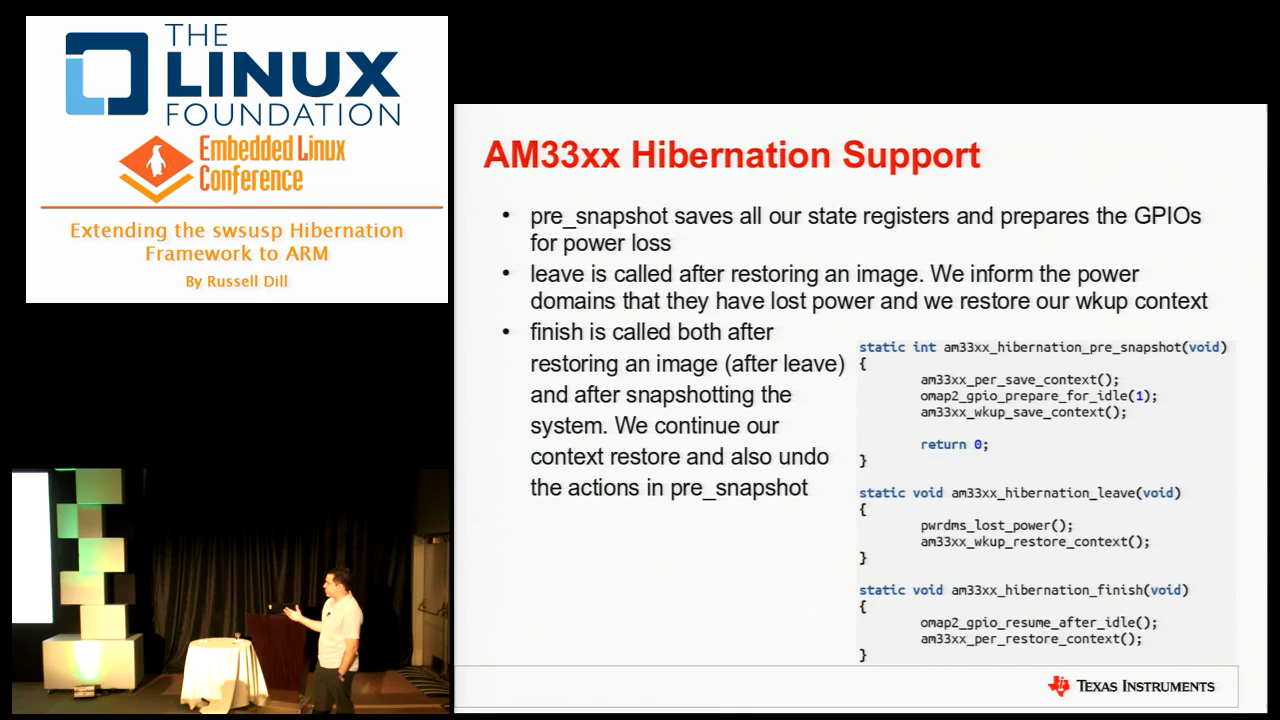 THE
LINUX
FOUNDATION
Embedded Linux
Conference
Extending the swsusp Hibernation
Framework to ARM
By Russell Dill
AM33xx Hibernation Support
• pre_snapshot saves all our state registers and prepares the GPIOs
for power loss
• leave is called after restoring an image. We inform the power
domains that they have lost power and we restore our wkup context
• finish is called both after
restoring an image (after leave)
and after snapshotting the
system. We continue our
context restore and also undo
the actions in pre_snapshot
static int am33xx_hibernation_pre_snapshot(void)
{
am33xx_per_save_context();
omap2_gpio_prepare_for_idle(1);
am33xx_wkup_save_context();
return 0;
}
static void am33xx_hibernation_leave(void)
{
pwrdms_lost_power();
am33xx_wkup_restore_context();
}
static void am33xx_hibernation_finish(void)
{
omap2_gpio_resume_after_idle();
am33xx_per_restore_context();
}
TEXAS INSTRUMENTS